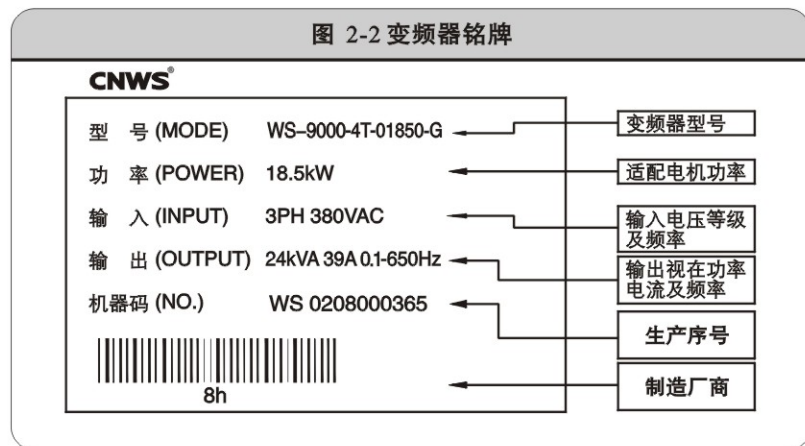 图 2-2 变频器铭牌
CNWS®
型 号 (MODE) WS-9000-4T-01850-G
变频器型号
功 率 (POWER) 18.5kW
适配电机功率
输 入 (INPUT) 3PH 380VAC
输入电压等级
及频率
输 出 (OUTPUT) 24kVA 39A 0.1-650Hz
输出视在功率
电流及频率
机器码 (NO.) WS 0208000365
生产序号
8h
制造厂商